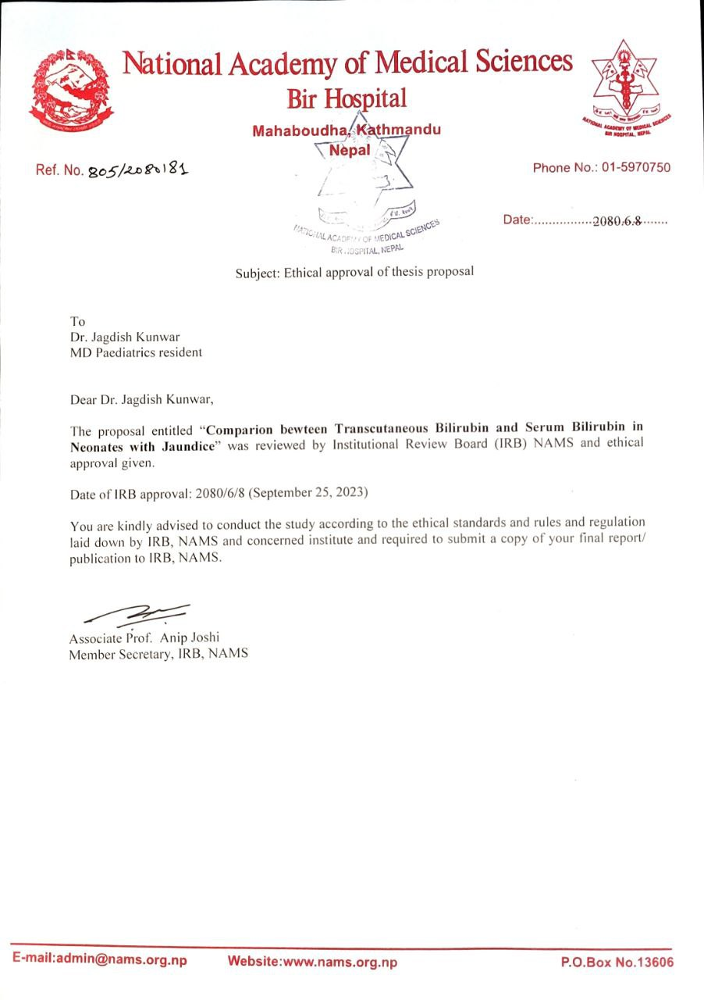 National Academy of Medical Sciences
Bir Hospital
Mahaboudha, Kathmandu
Nepal
NATIONAL ACADEMY OF MEDICAL SCIENCES
BIR HOSPITAL, NEPAL
Ref. No. 805/2080/81
Phone No.: 01-5970750
Date:................2080.6.8.......
NATIONAL ACADEMY OF MEDICAL SCIENCES
BIR HOSPITAL, NEPAL
Subject: Ethical approval of thesis proposal
To
Dr. Jagdish Kunwar
MD Paediatrics resident
Dear Dr. Jagdish Kunwar,
The proposal entitled “Comparion bewteen Transcutaneous Bilirubin and Serum Bilirubin in
Neonates with Jaundice” was reviewed by Institutional Review Board (IRB) NAMS and ethical
approval given.
Date of IRB approval: 2080/6/8 (September 25, 2023)
You are kindly advised to conduct the study according to the ethical standards and rules and regulation
laid down by IRB, NAMS and concerned institute and required to submit a copy of your final report/
publication to IRB, NAMS.
Associate Prof. Anip Joshi
Member Secretary, IRB, NAMS
E-mail:admin@nams.org.np
Website:www.nams.org.np
P.O.Box No.13606